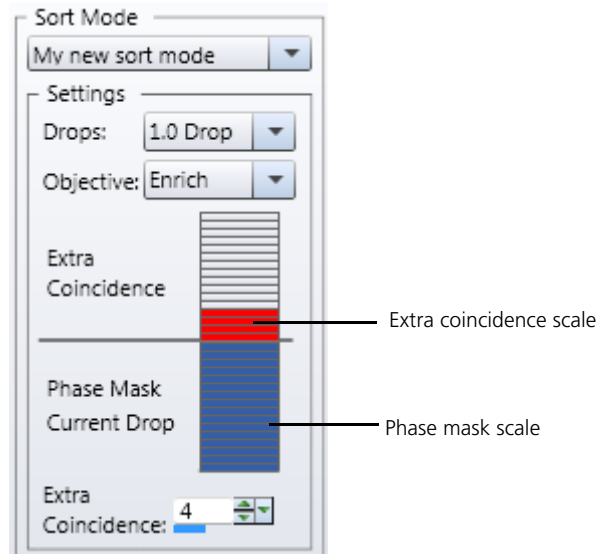 Sort Mode
My new sort mode
Settings
Drops: 1.0 Drop
Objective: Enrich
Extra
Coincidence
Extra coincidence scale
Phase Mask
Current Drop
Phase mask scale
Extra
Coincidence: 4